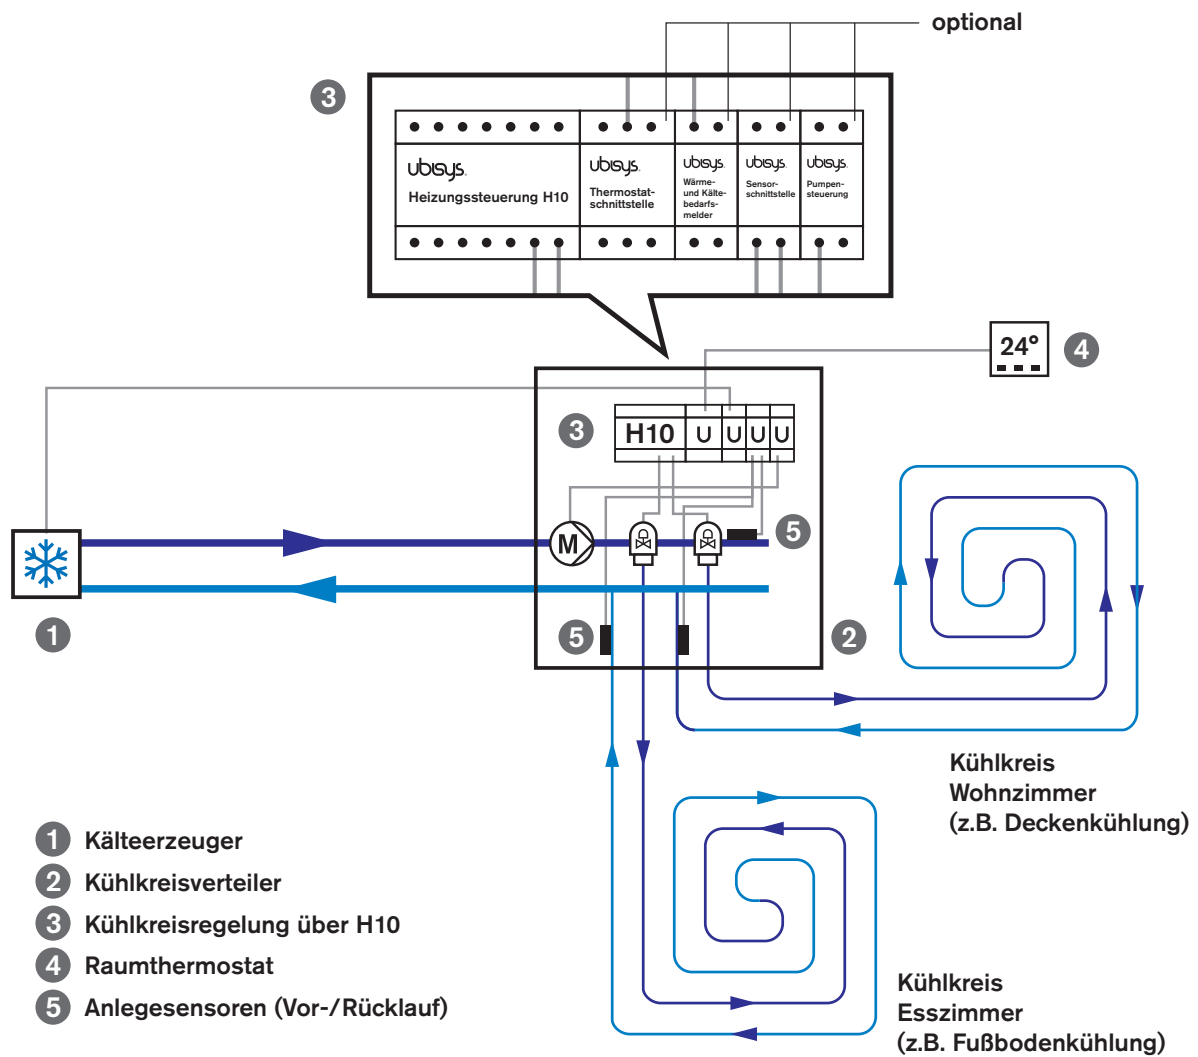 optional
3
ubisys.
Heizungssteuerung H10
ubisys.
Thermostat-
schnittstelle
ubisys.
Wärme-
und Kälte-
bedarfs-
melder
ubisys.
Sensor-
schnittstelle
ubisys.
Pumpen-
steuerung
24°
4
3
H10
U U U U
5
M
1
5
2
Kühlkreis
Wohnzimmer
(z.B. Deckenkühlung)
1 Kälteerzeuger
2 Kühlkreisverteiler
3 Kühlkreisregelung über H10
4 Raumthermostat
5 Anlegesensoren (Vor-/Rücklauf)
Kühlkreis
Esszimmer
(z.B. Fußbodenkühlung)